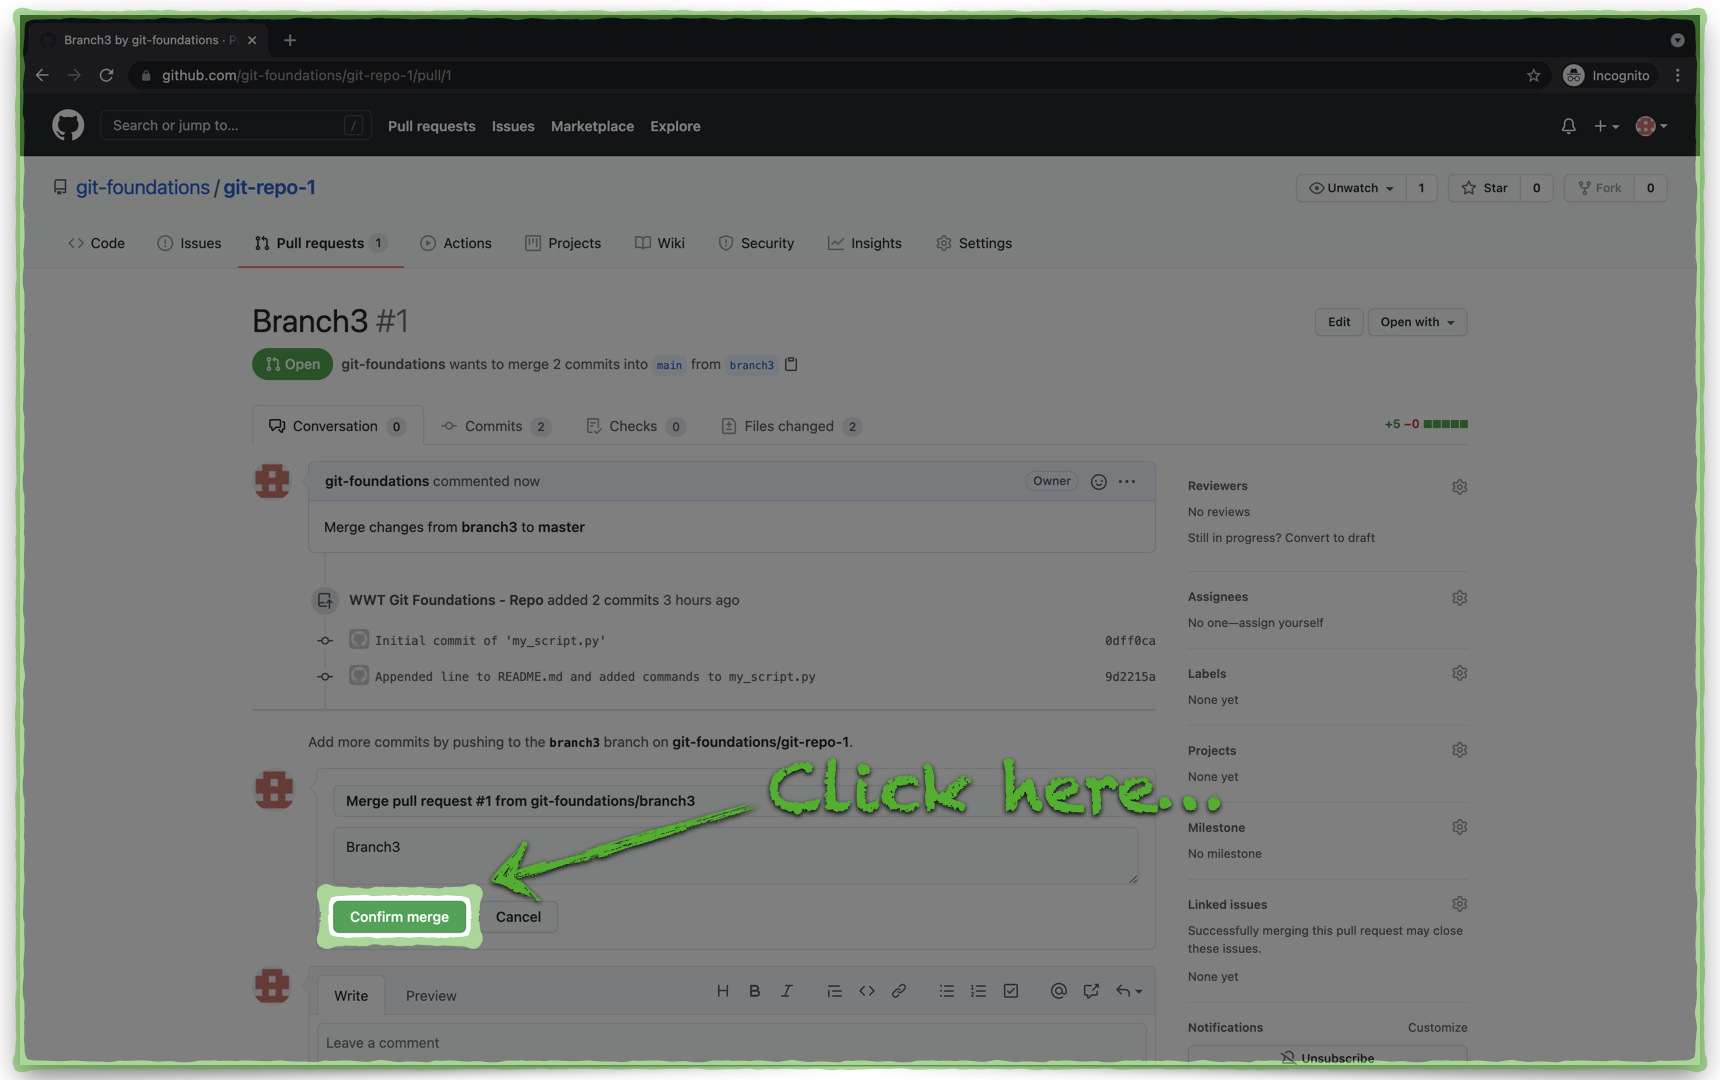 Branch3 by git-foundations · P
github.com/git-foundations/git-repo-1/pull/1
Incognito
Search or jump to... /
Pull requests Issues Marketplace Explore
git-foundations / git-repo-1
Unwatch 1 Star 0 Fork 0
Code Issues Pull requests 1 Actions Projects Wiki Security Insights Settings
Branch3 #1
Edit Open with
Open git-foundations wants to merge 2 commits into main from branch3
Conversation 0 Commits 2 Checks 0 Files changed 2
+5 −0
git-foundations commented now
Owner
Merge changes from branch3 to master
WWT Git Foundations - Repo added 2 commits 3 hours ago
Initial commit of 'my_script.py' 0dff0ca
Appended line to README.md and added commands to my_script.py 9d2215a
Add more commits by pushing to the branch3 branch on git-foundations/git-repo-1.
Click here...
Merge pull request #1 from git-foundations/branch3
Branch3
Confirm merge Cancel
Write Preview
H B I
Leave a comment
Reviewers
No reviews
Still in progress? Convert to draft
Assignees
No one—assign yourself
Labels
None yet
Projects
None yet
Milestone
No milestone
Linked issues
Successfully merging this pull request may close
these issues.
None yet
Notifications Customize
Unsubscribe